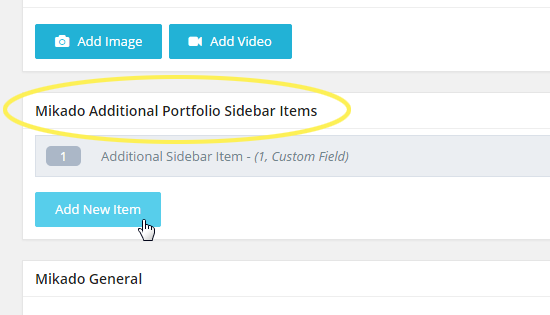 Add Image Add Video
Mikado Additional Portfolio Sidebar Items
1 Additional Sidebar Item - (1, Custom Field)
Add New Item
Mikado General